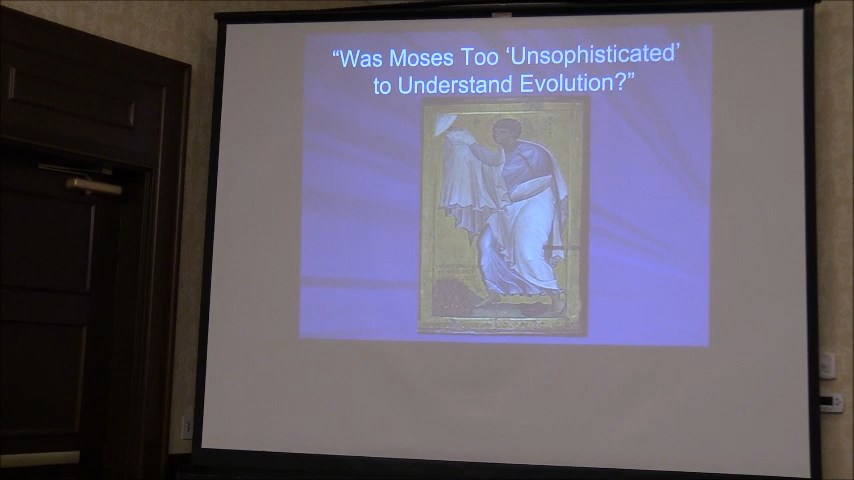 “Was Moses Too ‘Unsophisticated’
to Understand Evolution?”